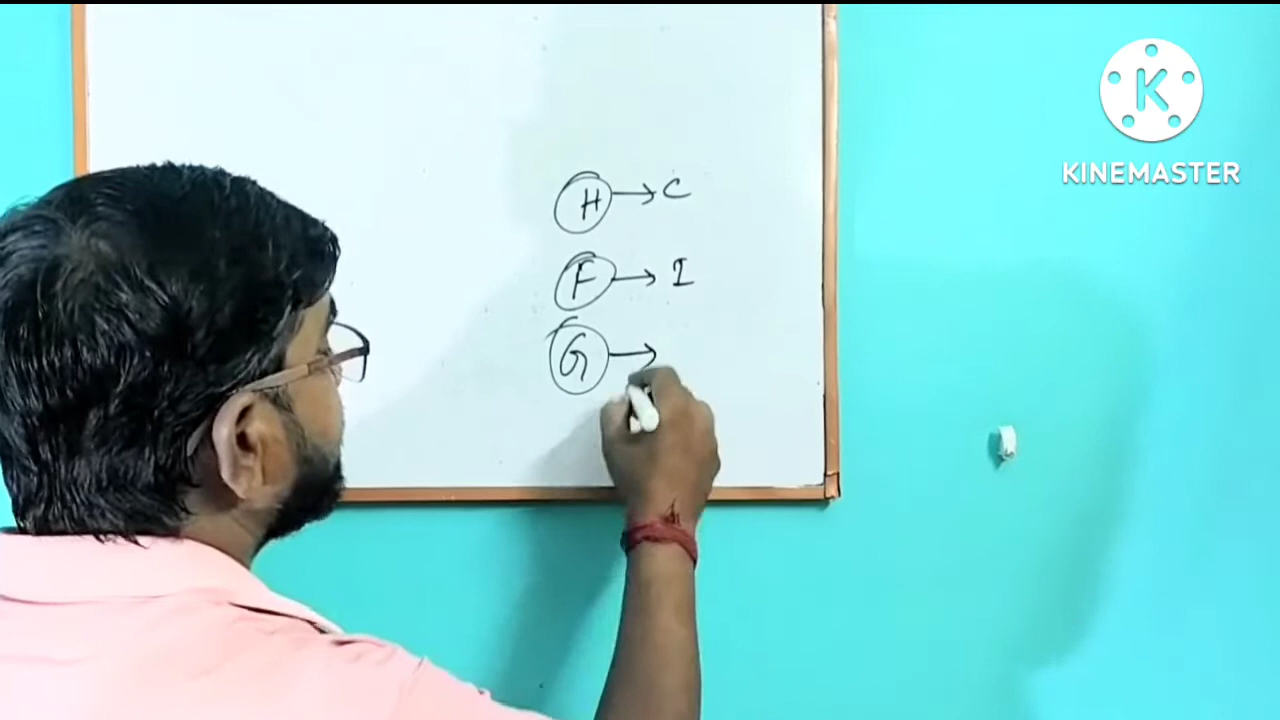 H → C
F → I
G →
K
KINEMASTER